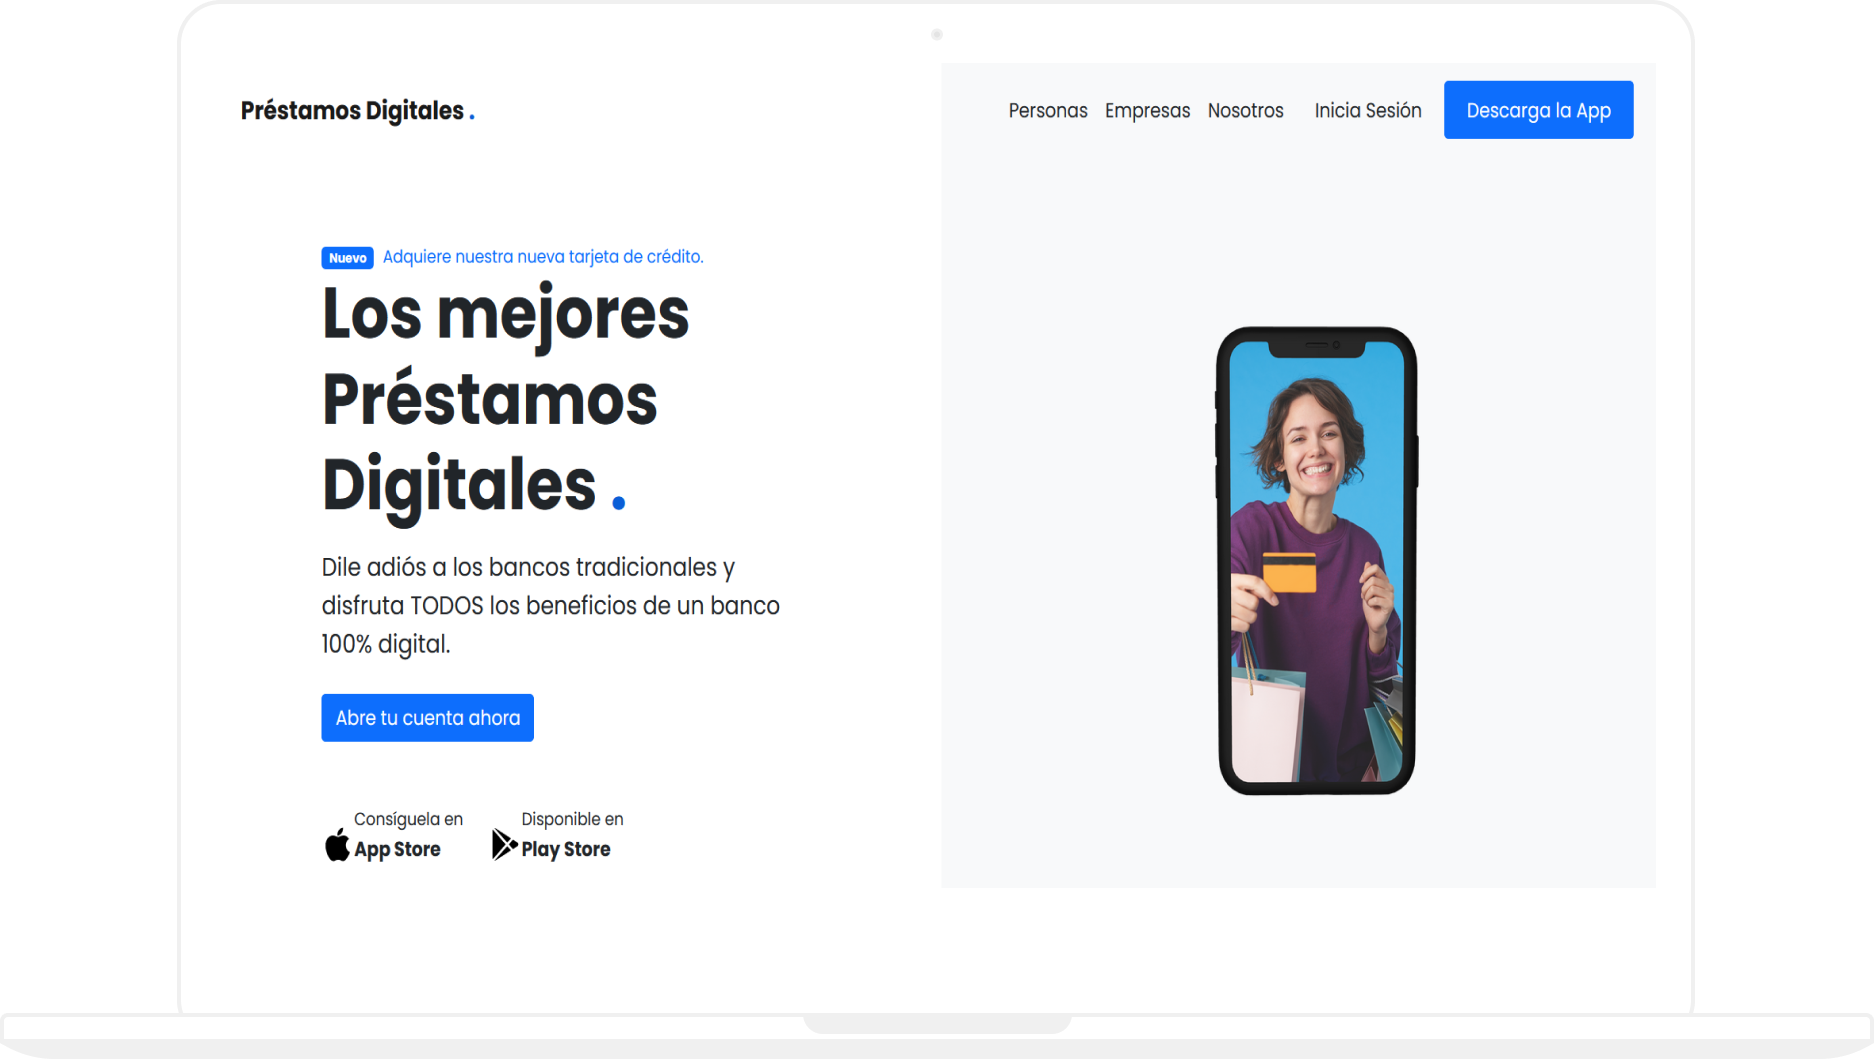 Préstamos Digitales .
Personas Empresas Nosotros Inicia Sesión Descarga la App
Nuevo Adquiere nuestra nueva tarjeta de crédito.
Los mejores
Préstamos
Digitales .
Dile adiós a los bancos tradicionales y
disfruta TODOS los beneficios de un banco
100% digital.
Abre tu cuenta ahora
Consíguela en
App Store
Disponible en
Play Store